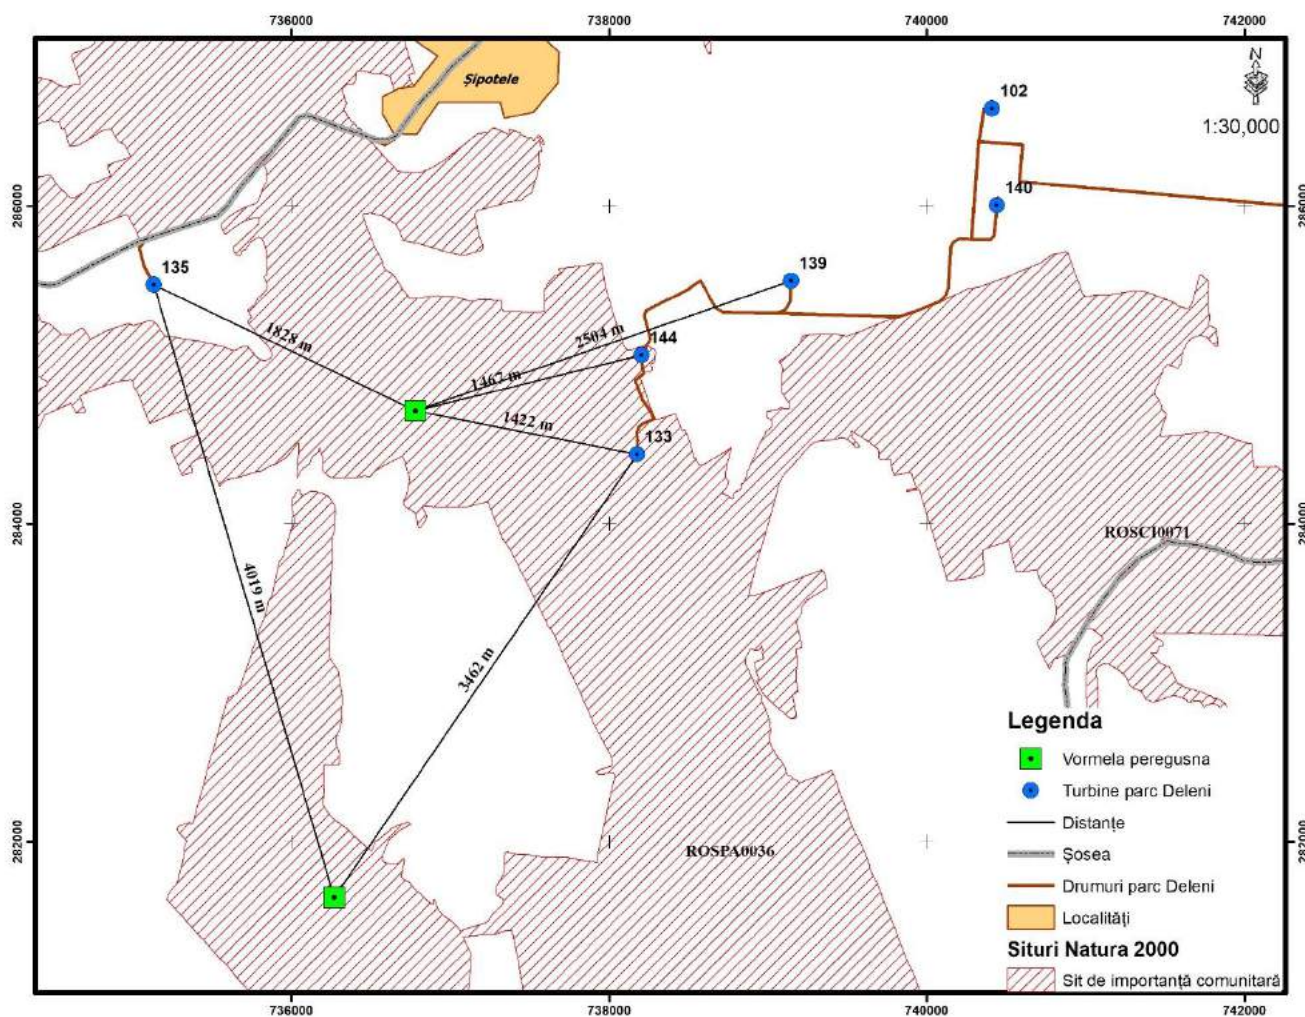 736000
738000
740000
742000
Șipotele
N
1:30,000
102
286000
286000
140
135
139
1828 m
2504 m
144
1467 m
1422 m
133
284000
284000
ROSCI0071
4019 m
3462 m
Legenda
Vormela peregusna
Turbine parc Deleni
Distanțe
Șosea
Drumuri parc Deleni
Localități
Situri Natura 2000
Sit de importanță comunitară
282000
282000
ROSPA0036
736000
738000
740000
742000